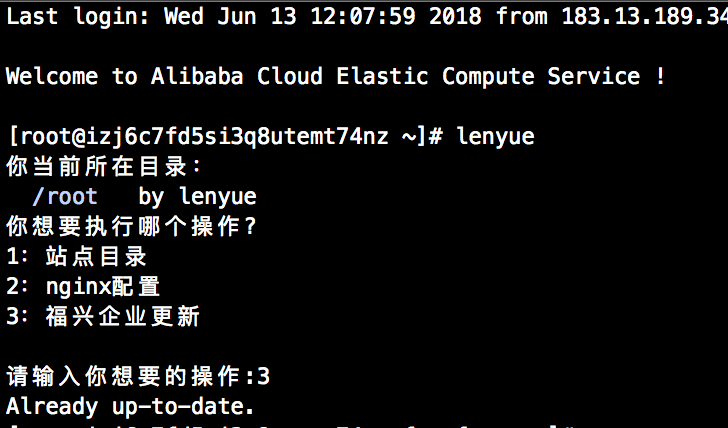 Last login: Wed Jun 13 12:07:59 2018 from 183.13.189.34
Welcome to Alibaba Cloud Elastic Compute Service !
[root@izj6c7fd5si3q8utemt74nz ~]# lenyue
你当前所在目录:
/root by lenyue
你想要执行哪个操作?
1: 站点目录
2: nginx配置
3: 福兴企业更新
请输入你想要的操作:3
Already up-to-date.